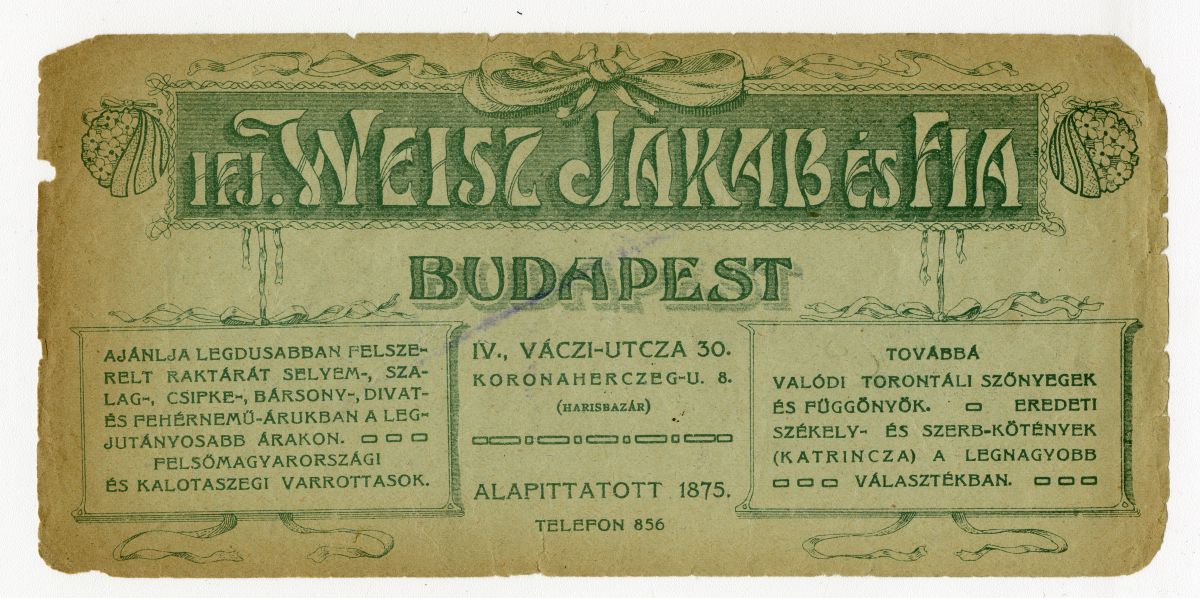 IFJ. WEISZ JAKAB ÉS FIA
BUDAPEST
AJÁNLJA LEGDUSABBAN FELSZE-
RELT RAKTÁRÁT SELYEM-, SZA-
LAG-, CSIPKE-, BÁRSONY-, DIVAT-
ÉS FEHÉRNEMŰ-ÁRUKBAN A LEG-
JUTÁNYOSABB ÁRAKON.
FELSŐMAGYARORSZÁGI
ÉS KALOTASZEGI VARROTTASOK.
IV., VÁCZI-UTCZA 30.
KORONAHERCZEG-U. 8.
(HARISBAZÁR)
ALAPITTATOTT 1875.
TELEFON 856
TOVÁBBÁ
VALÓDI TORONTÁLI SZŐNYEGEK
ÉS FÜGGÖNYÖK. EREDETI
SZÉKELY- ÉS SZERB-KÖTÉNYEK
(KATRINCZA) A LEGNAGYOBB
VÁLASZTÉKBAN.